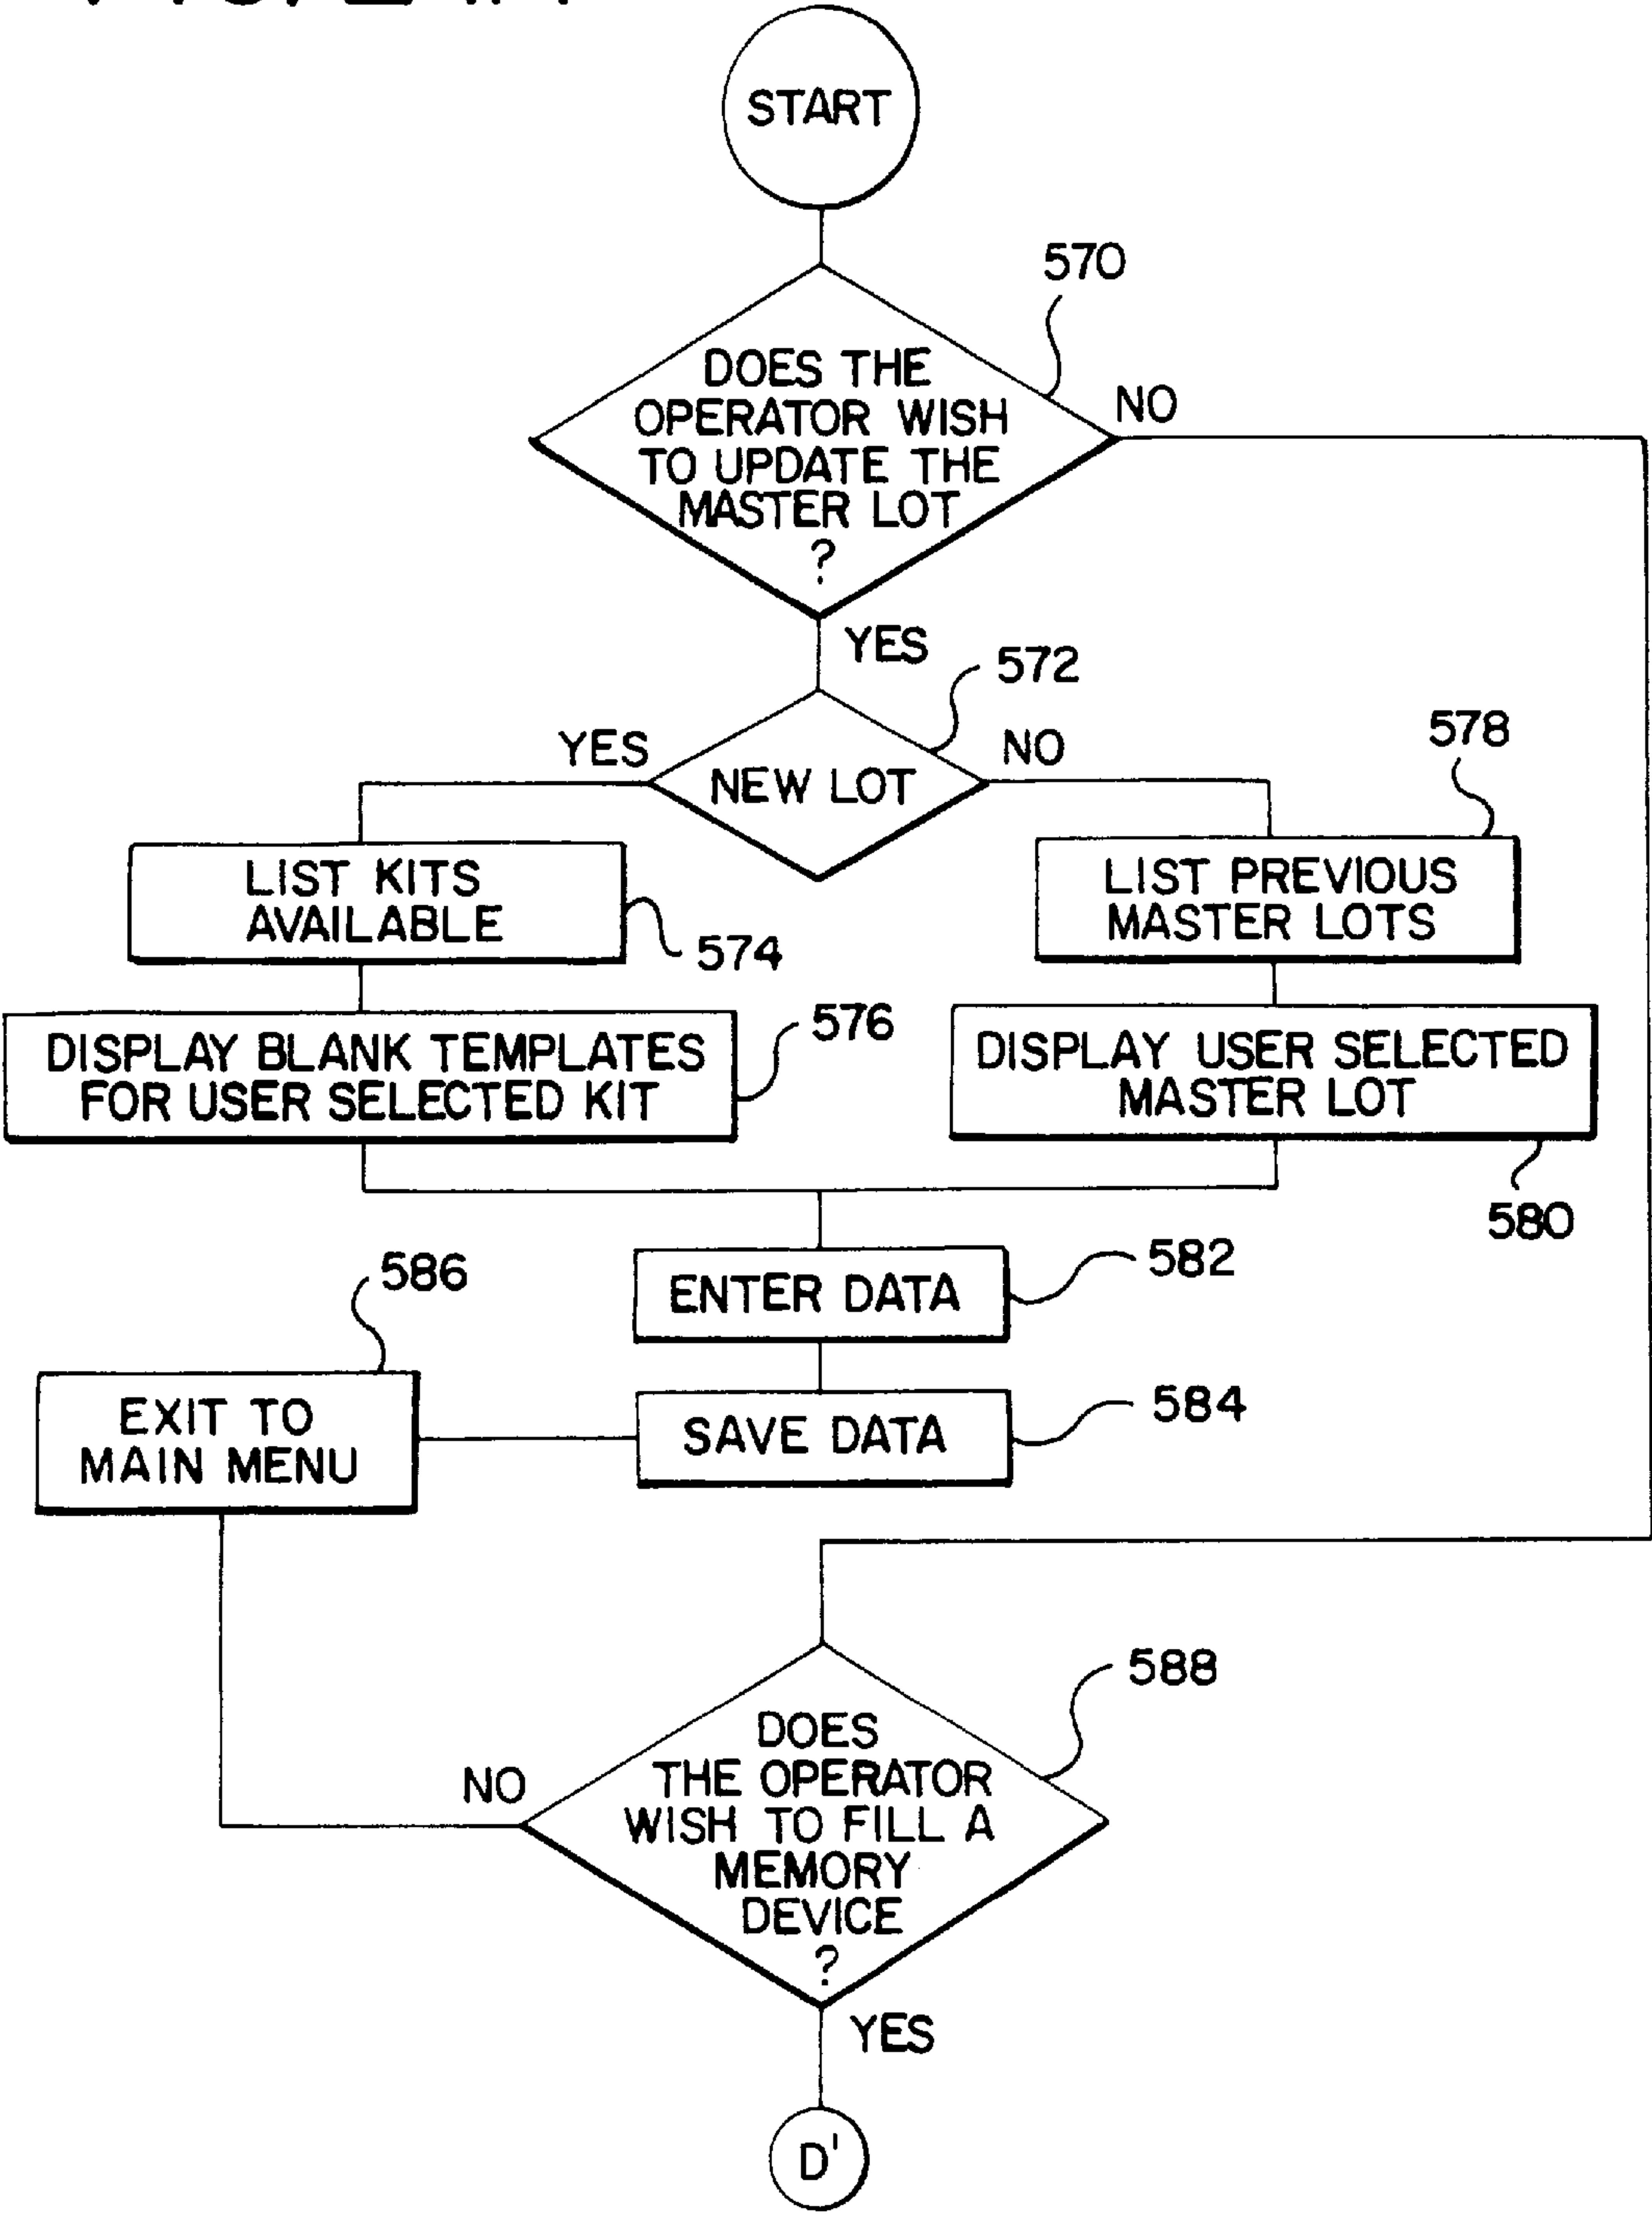 START
570
DOES THE
OPERATOR WISH
TO UPDATE THE
MASTER LOT
?
NO
YES
572
YES
NEW LOT
NO
578
LIST KITS
AVAILABLE
574
LIST PREVIOUS
MASTER LOTS
DISPLAY BLANK TEMPLATES
FOR USER SELECTED KIT
576
DISPLAY USER SELECTED
MASTER LOT
580
ENTER DATA
582
586
EXIT TO
MAIN MENU
SAVE DATA
584
588
DOES
THE OPERATOR
WISH TO FILL A
MEMORY
DEVICE
?
NO
YES
D'